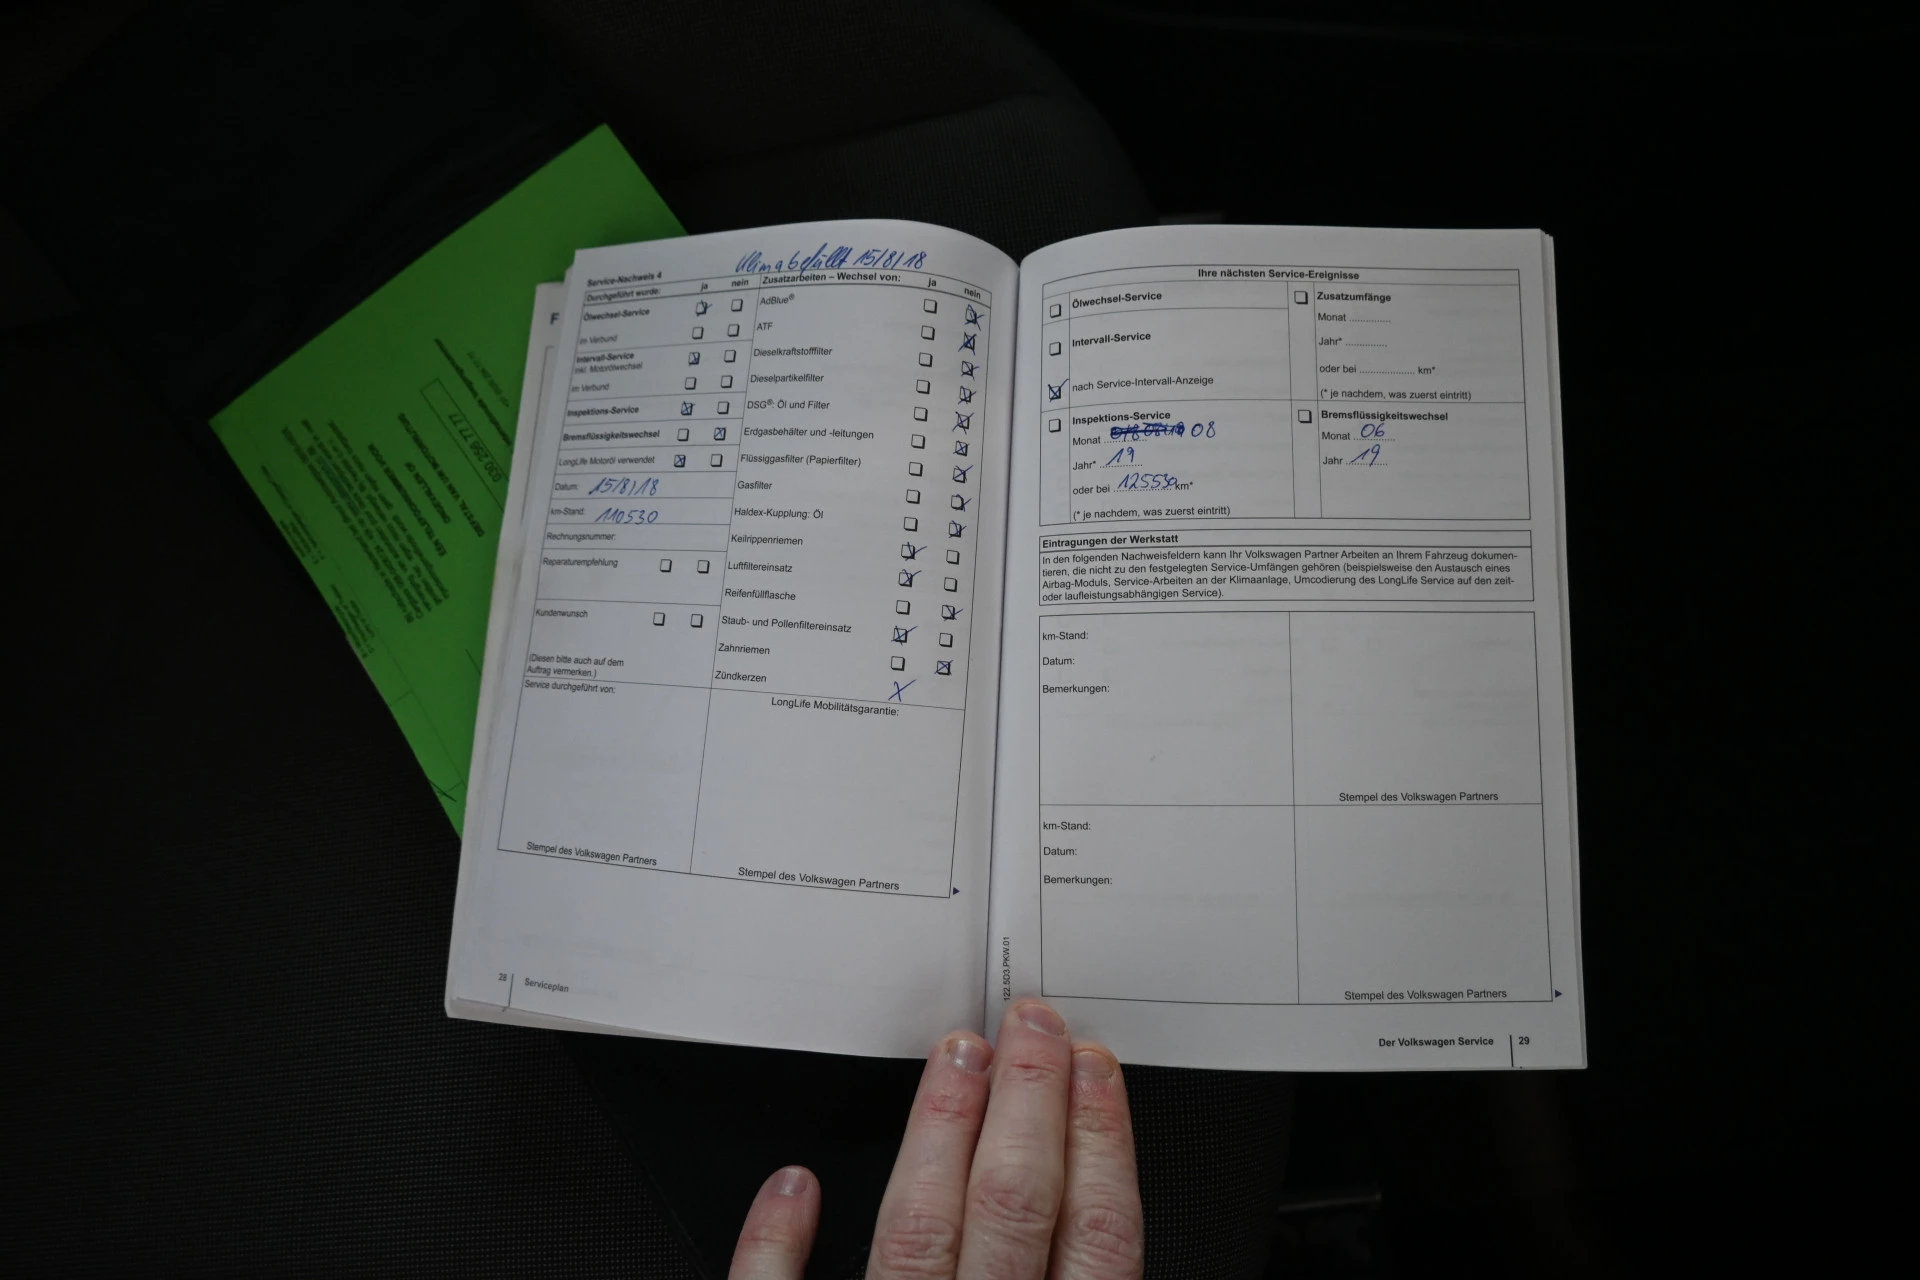 Klima befüllt 15/8/18
Service-Nachweis 4
Durchgeführt wurde: ja nein
Ölwechsel-Service
im Verbund
Intervall-Service
inkl. Motorölwechsel
im Verbund
Inspektions-Service
Bremsflüssigkeitswechsel
LongLife Motoröl verwendet
Datum: 15/8/18
km-Stand: 110530
Rechnungsnummer:
Reparaturempfehlung
Kundenwunsch
(Diesen bitte auch auf dem
Auftrag vermerken.)
Service durchgeführt von:
Stempel des Volkswagen Partners
Zusatzarbeiten – Wechsel von: ja nein
AdBlue®
ATF
Dieselkraftstofffilter
Dieselpartikelfilter
DSG®: Öl und Filter
Erdgasbehälter und -leitungen
Flüssiggasfilter (Papierfilter)
Gasfilter
Haldex-Kupplung: Öl
Keilrippenriemen
Luftfiltereinsatz
Reifenfüllflasche
Staub- und Pollenfiltereinsatz
Zahnriemen
Zündkerzen
X
LongLife Mobilitätsgarantie:
Stempel des Volkswagen Partners
28 Serviceplan
F
030 256 77 77
Ihre nächsten Service-Ereignisse
Ölwechsel-Service
Intervall-Service
nach Service-Intervall-Anzeige
Inspektions-Service
Monat 08
Jahr* 19
oder bei 125530 km*
(* je nachdem, was zuerst eintritt)
Zusatzumfänge
Monat ..............
Jahr* ..............
oder bei .................... km*
(* je nachdem, was zuerst eintritt)
Bremsflüssigkeitswechsel
Monat 06
Jahr 19
Eintragungen der Werkstatt
In den folgenden Nachweisfeldern kann Ihr Volkswagen Partner Arbeiten an Ihrem Fahrzeug dokumen-
tieren, die nicht zu den festgelegten Service-Umfängen gehören (beispielsweise den Austausch eines
Airbag-Moduls, Service-Arbeiten an der Klimaanlage, Umcodierung des LongLife Service auf den zeit-
oder laufleistungsabhängigen Service).
km-Stand:
Datum:
Bemerkungen:
Stempel des Volkswagen Partners
km-Stand:
Datum:
Bemerkungen:
Stempel des Volkswagen Partners
122.5D3.PKW.01
Der Volkswagen Service 29